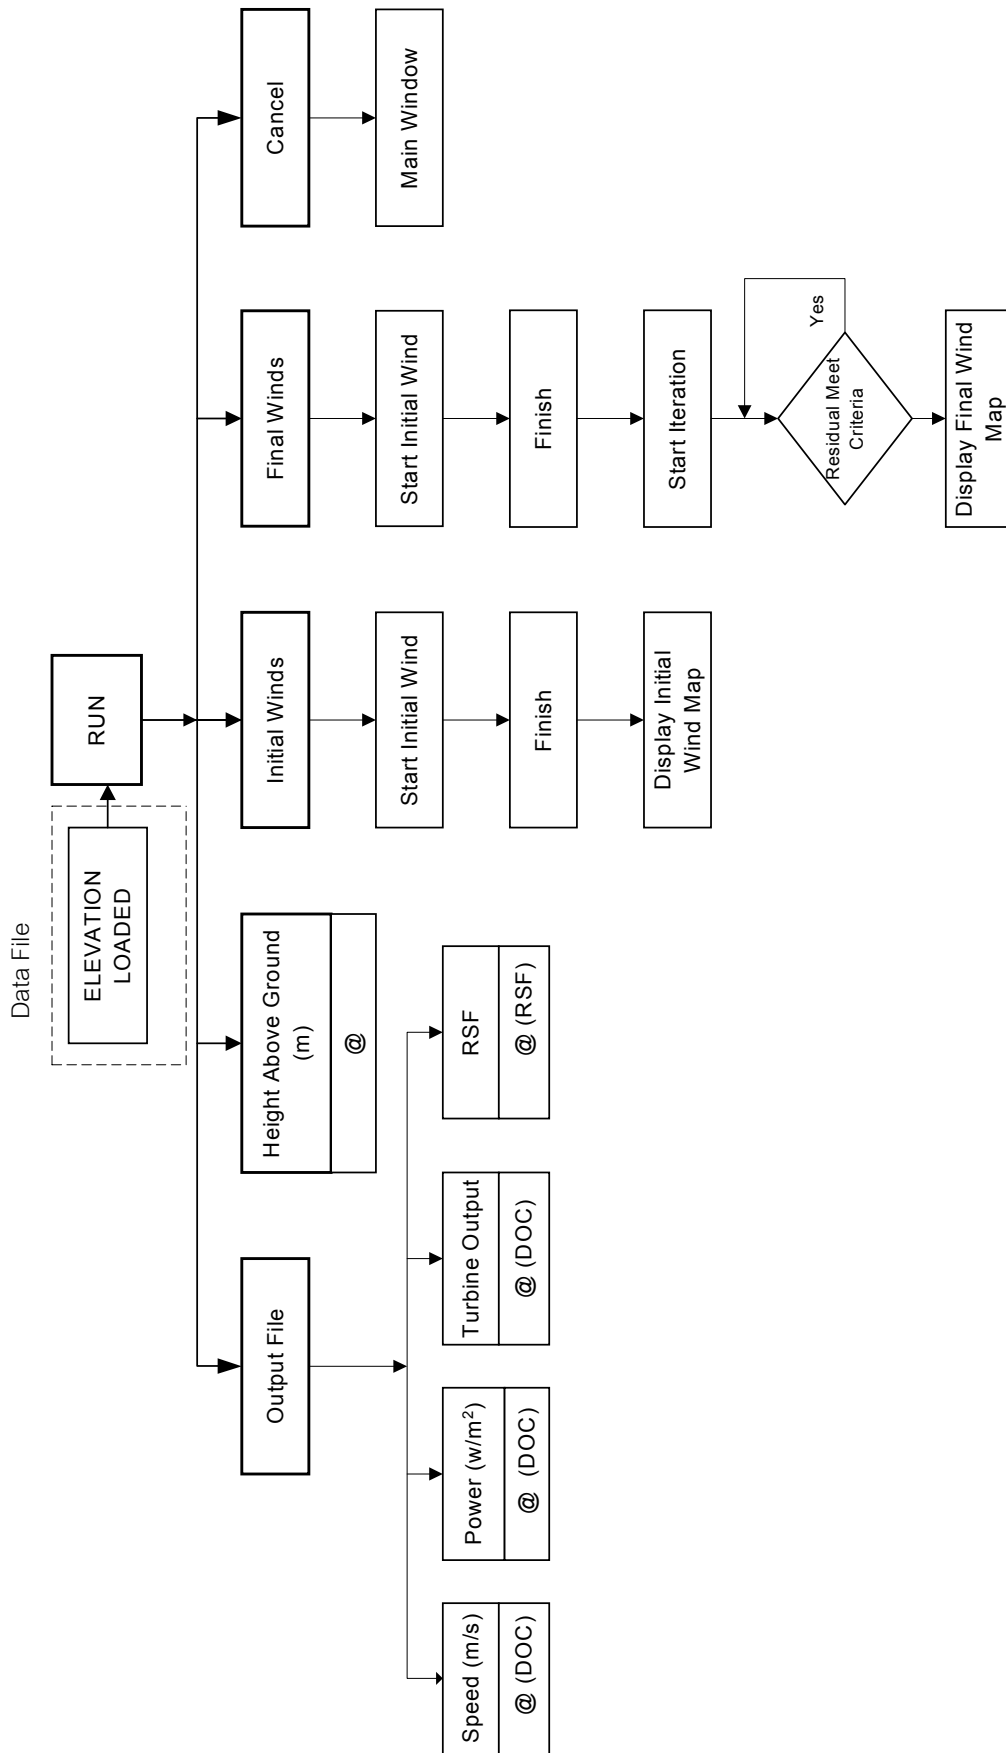 Data File
ELEVATION
LOADED
RUN
Output File
Height Above Ground
(m)
@
Initial Winds
Final Winds
Cancel
Speed (m/s)
@ (DOC)
Power (w/m²)
@ (DOC)
Turbine Output
@ (DOC)
RSF
@ (RSF)
Start Initial Wind
Finish
Display Initial
Wind Map
Start Initial Wind
Finish
Start Iteration
Residual Meet
Criteria
Yes
Display Final Wind
Map
Main Window